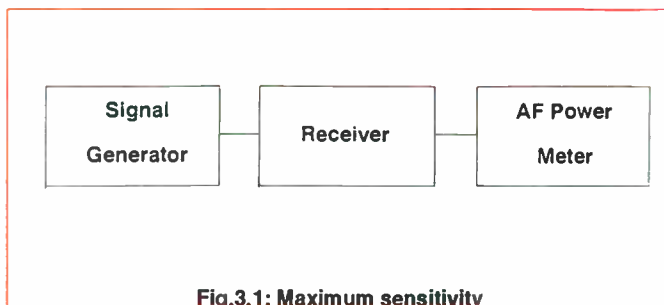 Signal
Generator
Receiver
AF Power
Meter
Fig.3.1: Maximum sensitivity